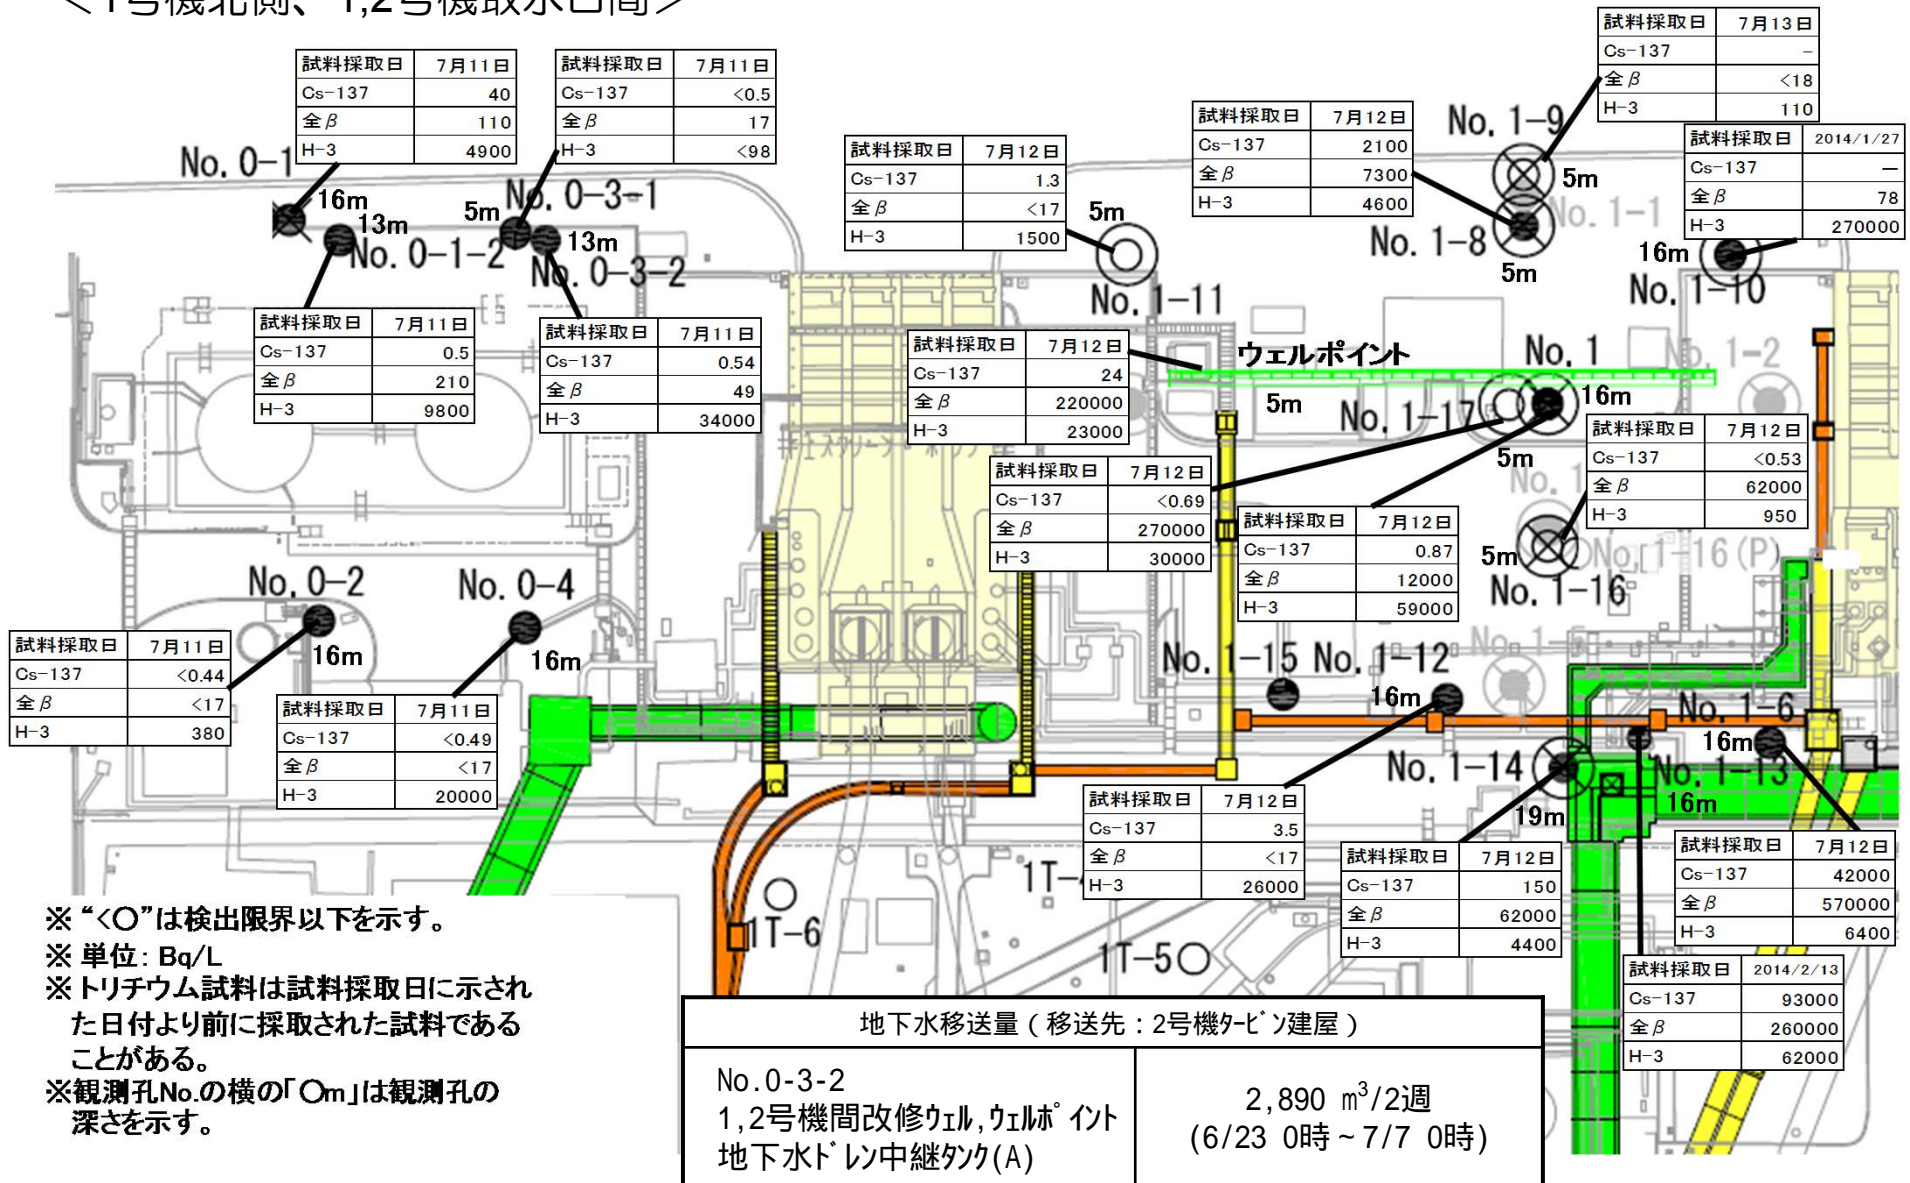 <1号機北側、1,2号機取水口間>
試料採取日 7月13日
Cs-137 -
全β <18
H-3 110
試料採取日 7月11日
Cs-137 40
全β 110
H-3 4900
試料採取日 7月11日
Cs-137 <0.5
全β 17
H-3 <98
試料採取日 7月12日
Cs-137 1.3
全β <17
H-3 1500
試料採取日 7月12日
Cs-137 2100
全β 7300
H-3 4600
試料採取日 2014/1/27
Cs-137 —
全β 78
H-3 270000
No. 0-1
16m
13m
No. 0-1-2
5m
No. 0-3-1
13m
No. 0-3-2
5m
No. 1-11
No. 1-9
5m
No. 1-1
No. 1-8
5m
16m
No. 1-10
試料採取日 7月11日
Cs-137 0.5
全β 210
H-3 9800
試料採取日 7月11日
Cs-137 0.54
全β 49
H-3 34000
試料採取日 7月12日
Cs-137 24
全β 220000
H-3 23000
ウェルポイント
5m
No. 1
16m
No. 1-2
No. 1-17
5m
試料採取日 7月12日
Cs-137 <0.53
全β 62000
H-3 950
試料採取日 7月12日
Cs-137 <0.69
全β 270000
H-3 30000
試料採取日 7月12日
Cs-137 0.87
全β 12000
H-3 59000
5m
No. 1-16(P)
No. 1-16
No. 0-2
16m
No. 0-4
16m
No. 1-15
No. 1-12
16m
No. 1-5
No. 1-6
16m
No. 1-14
19m
No. 1-13
16m
試料採取日 7月11日
Cs-137 <0.44
全β <17
H-3 380
試料採取日 7月11日
Cs-137 <0.49
全β <17
H-3 20000
試料採取日 7月12日
Cs-137 3.5
全β <17
H-3 26000
試料採取日 7月12日
Cs-137 150
全β 62000
H-3 4400
試料採取日 7月12日
Cs-137 42000
全β 570000
H-3 6400
試料採取日 2014/2/13
Cs-137 93000
全β 260000
H-3 62000
1T-6
1T-5
※ “<○”は検出限界以下を示す。
※ 単位: Bq/L
※ トリチウム試料は試料採取日に示され
た日付より前に採取された試料である
ことがある。
※観測孔No.の横の「○m」は観測孔の
深さを示す。
地下水移送量(移送先:2号機ﾀｰﾋﾞﾝ建屋)
No.0-3-2
1,2号機間改修ｳｪﾙ,ｳｪﾙﾎﾟｲﾝﾄ
地下水ﾄﾞﾚﾝ中継ﾀﾝｸ(A)
2,890 m³/2週
(6/23 0時~7/7 0時)